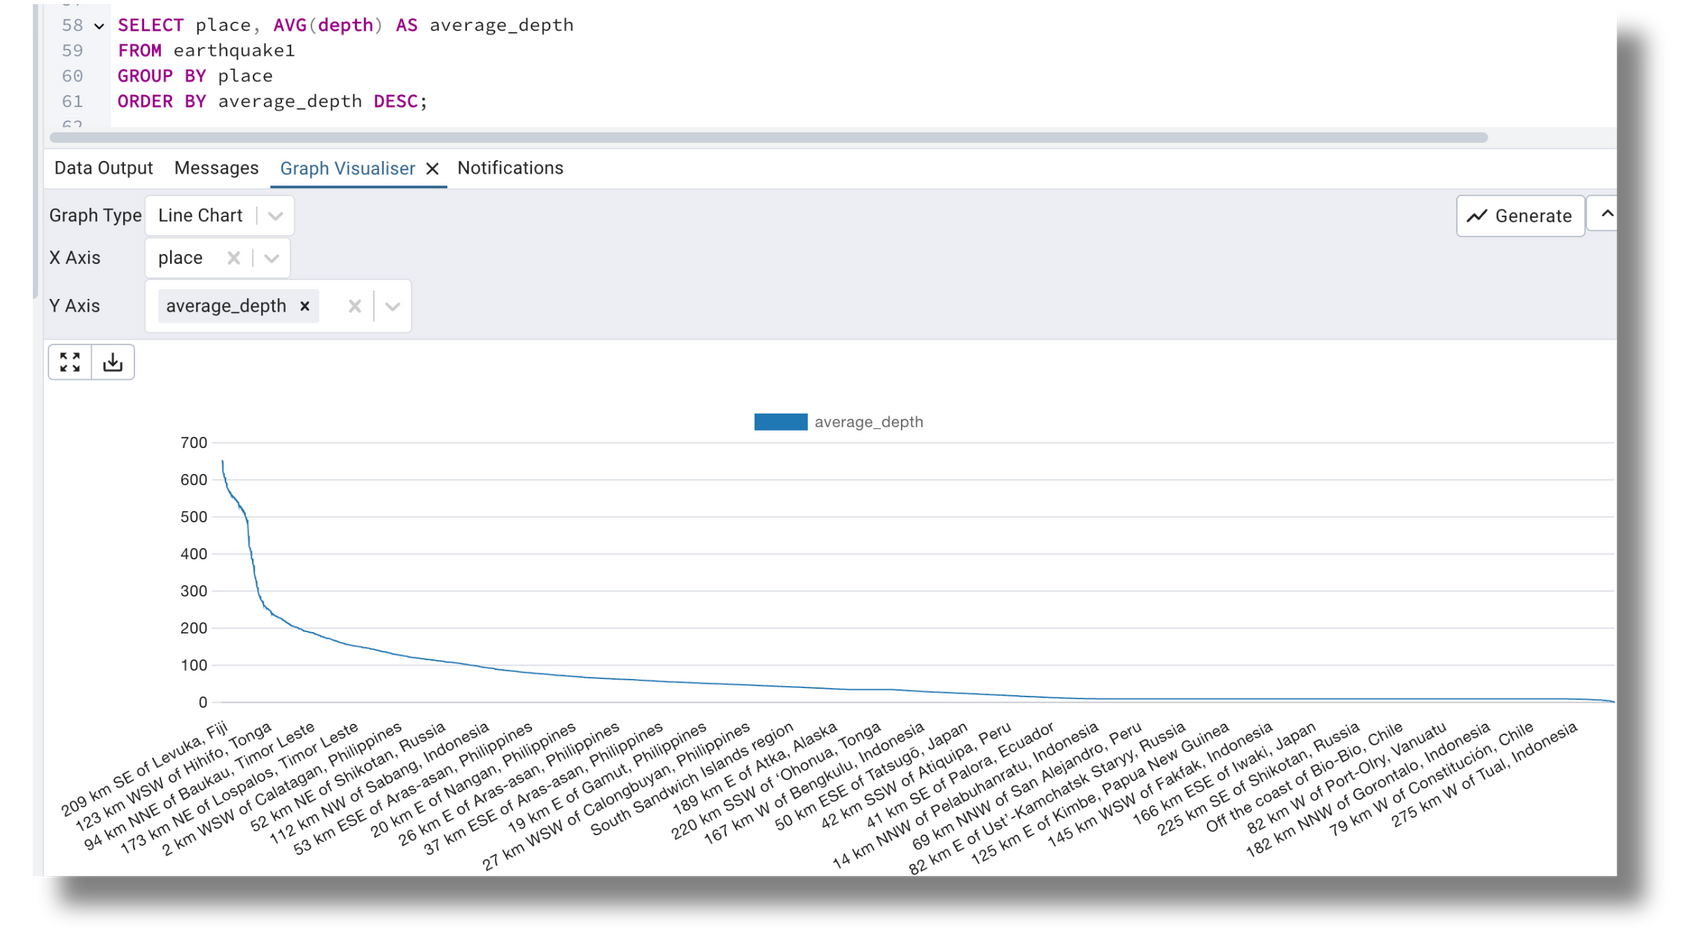 58 SELECT place, AVG(depth) AS average_depth
59 FROM earthquake1
60 GROUP BY place
61 ORDER BY average_depth DESC;
62
Data Output Messages Graph Visualiser Notifications
Graph Type Line Chart Generate
X Axis place
Y Axis average_depth
average_depth
700
600
500
400
300
200
100
0
209 km SE of Levuka, Fiji
123 km WSW of Hihifo, Tonga
94 km NNE of Baukau, Timor Leste
173 km NE of Lospalos, Timor Leste
2 km WSW of Calatagan, Philippines
52 km NE of Shikotan, Russia
112 km NW of Sabang, Indonesia
53 km ESE of Aras-asan, Philippines
20 km E of Nangan, Philippines
26 km E of Aras-asan, Philippines
37 km ESE of Aras-asan, Philippines
19 km E of Gamut, Philippines
27 km WSW of Calongbuyan, Philippines
South Sandwich Islands region
189 km E of Atka, Alaska
220 km SSW of ‘Ohonua, Tonga
167 km W of Bengkulu, Indonesia
50 km ESE of Tatsugō, Japan
42 km SSW of Atiquipa, Peru
41 km SE of Palora, Ecuador
14 km NNW of Pelabuhanratu, Indonesia
69 km NNW of San Alejandro, Peru
82 km E of Ust’-Kamchatsk Staryy, Russia
125 km E of Kimbe, Papua New Guinea
145 km WSW of Fakfak, Indonesia
166 km ESE of Iwaki, Japan
225 km SE of Shikotan, Russia
Off the coast of Bio-Bio, Chile
82 km W of Port-Olry, Vanuatu
182 km NNW of Gorontalo, Indonesia
79 km W of Constitución, Chile
275 km W of Tual, Indonesia